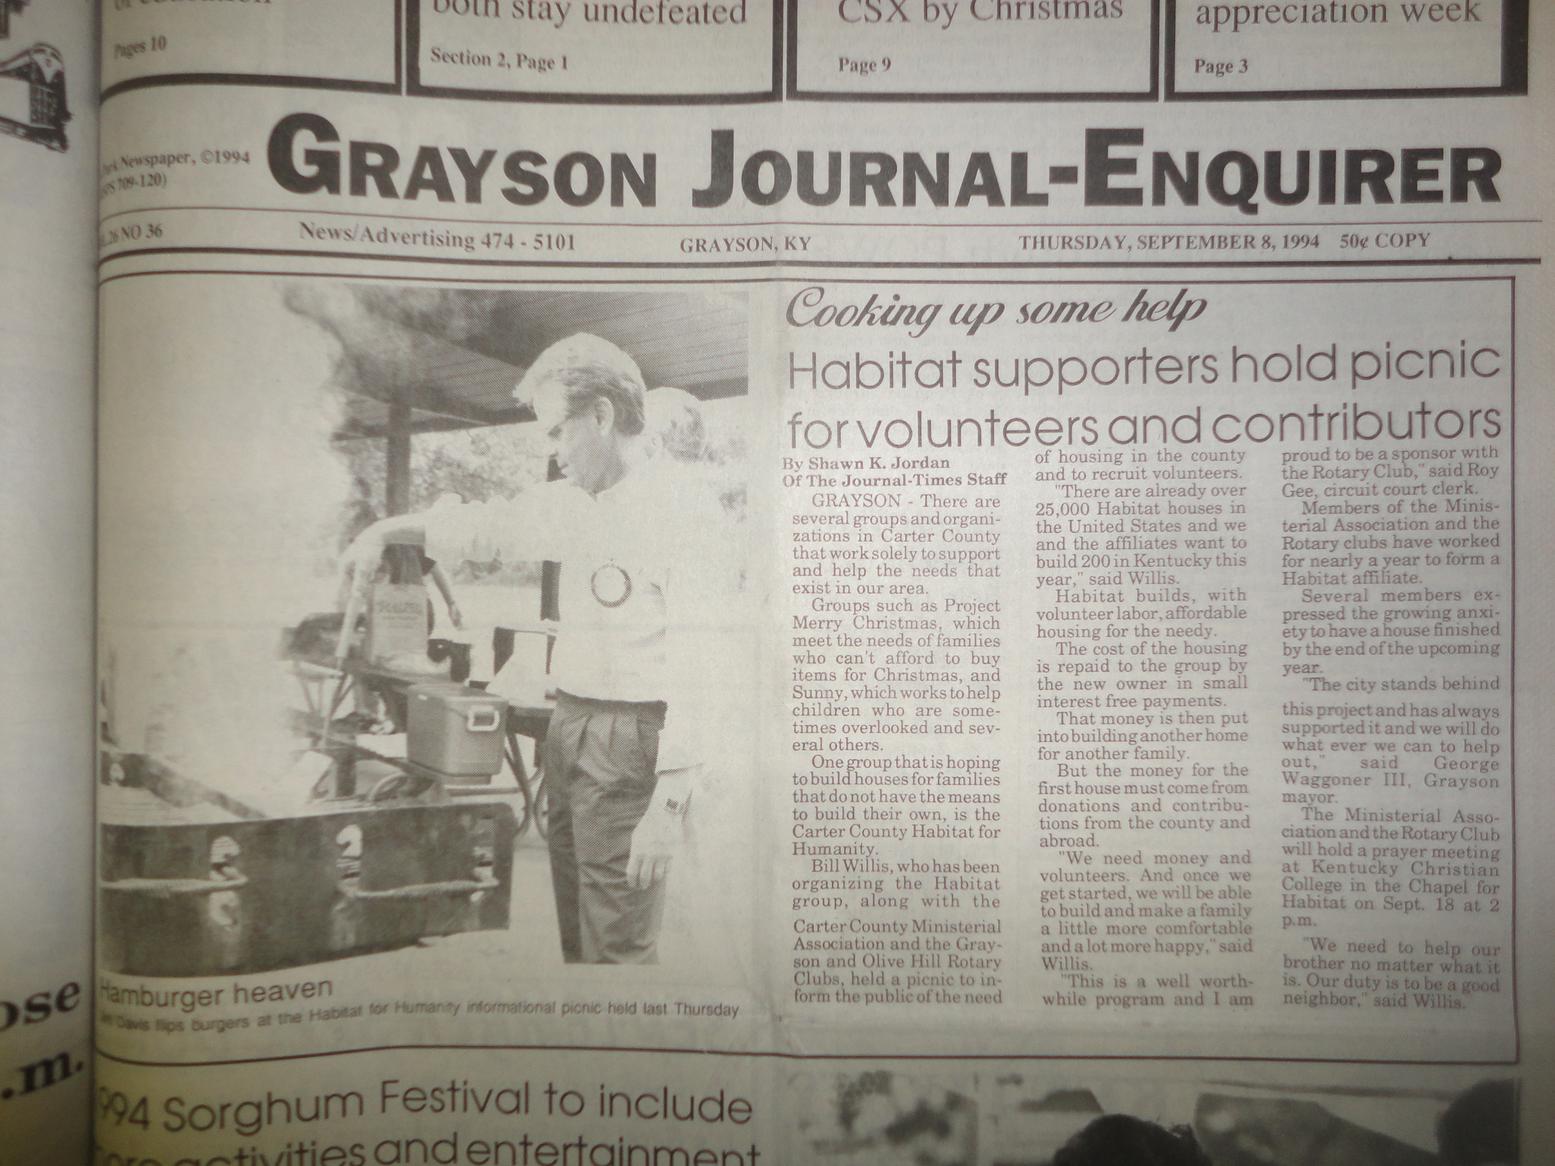 both stay undefeated
CSX by Christmas
appreciation week
Pages 10
Section 2, Page 1
Page 9
Page 3
Newspaper, ©1994
709-120)
GRAYSON JOURNAL-ENQUIRER
NO 36
News/Advertising 474 - 5101
GRAYSON, KY
THURSDAY, SEPTEMBER 8, 1994 50¢ COPY
Cooking up some help
Habitat supporters hold picnic
for volunteers and contributors
By Shawn K. Jordan
Of The Journal-Times Staff
GRAYSON - There are
several groups and organi-
zations in Carter County
that work solely to support
and help the needs that
exist in our area.
Groups such as Project
Merry Christmas, which
meet the needs of families
who can't afford to buy
items for Christmas, and
Sunny, which works to help
children who are some-
times overlooked and sev-
eral others.
One group that is hoping
to build houses for families
that do not have the means
to build their own, is the
Carter County Habitat for
Humanity.
Bill Willis, who has been
organizing the Habitat
group, along with the
Carter County Ministerial
Association and the Gray-
son and Olive Hill Rotary
Clubs, held a picnic to in-
form the public of the need
of housing in the county
and to recruit volunteers.
"There are already over
25,000 Habitat houses in
the United States and we
and the affiliates want to
build 200 in Kentucky this
year," said Willis.
Habitat builds, with
volunteer labor, affordable
housing for the needy.
The cost of the housing
is repaid to the group by
the new owner in small
interest free payments.
That money is then put
into building another home
for another family.
But the money for the
first house must come from
donations and contribu-
tions from the county and
abroad.
"We need money and
volunteers. And once we
get started, we will be able
to build and make a family
a little more comfortable
and a lot more happy," said
Willis.
"This is a well worth-
while program and I am
proud to be a sponsor with
the Rotary Club," said Roy
Gee, circuit court clerk.
Members of the Minis-
terial Association and the
Rotary clubs have worked
for nearly a year to form a
Habitat affiliate.
Several members ex-
pressed the growing anxi-
ety to have a house finished
by the end of the upcoming
year.
"The city stands behind
this project and has always
supported it and we will do
what ever we can to help
out," said George
Waggoner III, Grayson
mayor.
The Ministerial Asso-
ciation and the Rotary Club
will hold a prayer meeting
at Kentucky Christian
College in the Chapel for
Habitat on Sept. 18 at 2
p.m.
"We need to help our
brother no matter what it
is. Our duty is to be a good
neighbor," said Willis.
Hamburger heaven
Davis flips burgers at the Habitat for Humanity informational picnic held last Thursday
ose
.m.
994 Sorghum Festival to include
activities and entertainment